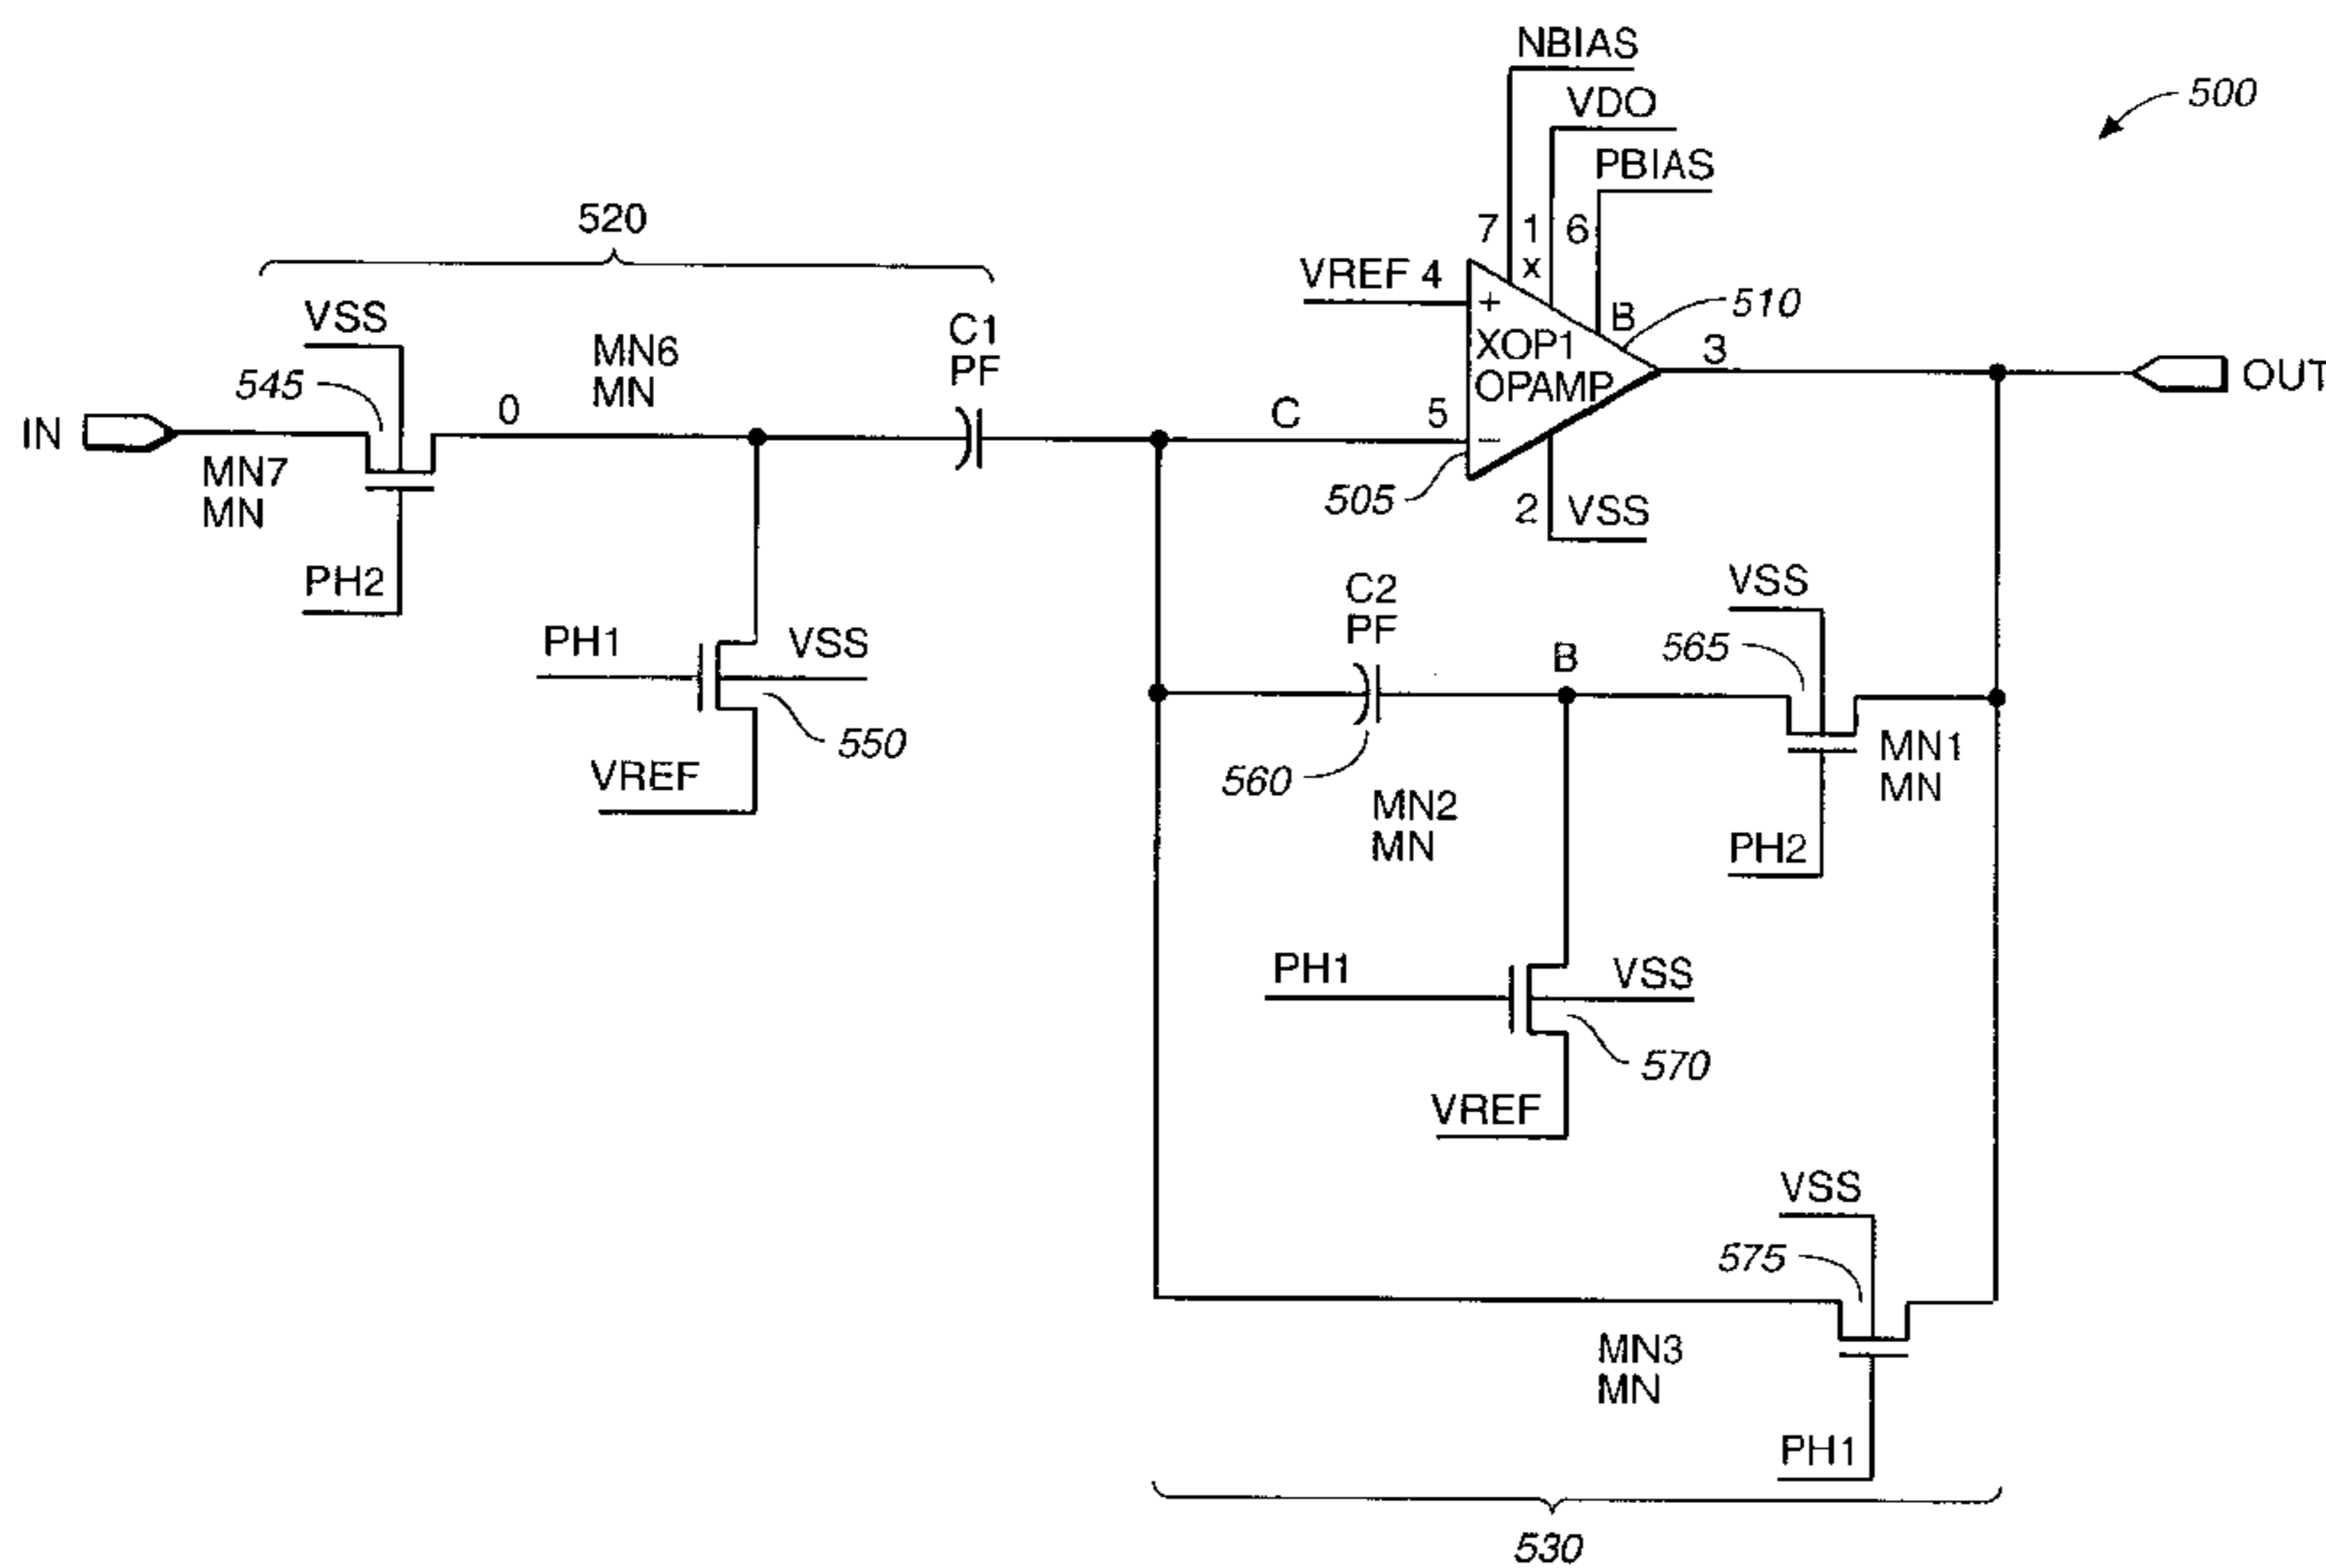 NBIAS
VDO
500
PBIAS
520
7 1 6
x
VREF 4
+
B
510
VSS
MN6
MN
C1
PF
XOP1
OPAMP
3
545
OUT
IN
0
C
5
−
MN7
MN
505
2
VSS
PH2
C2
PF
VSS
PH1
VSS
B
565
550
VREF
560
MN1
MN
MN2
MN
PH2
PH1
VSS
570
VREF
VSS
575
MN3
MN
PH1
530